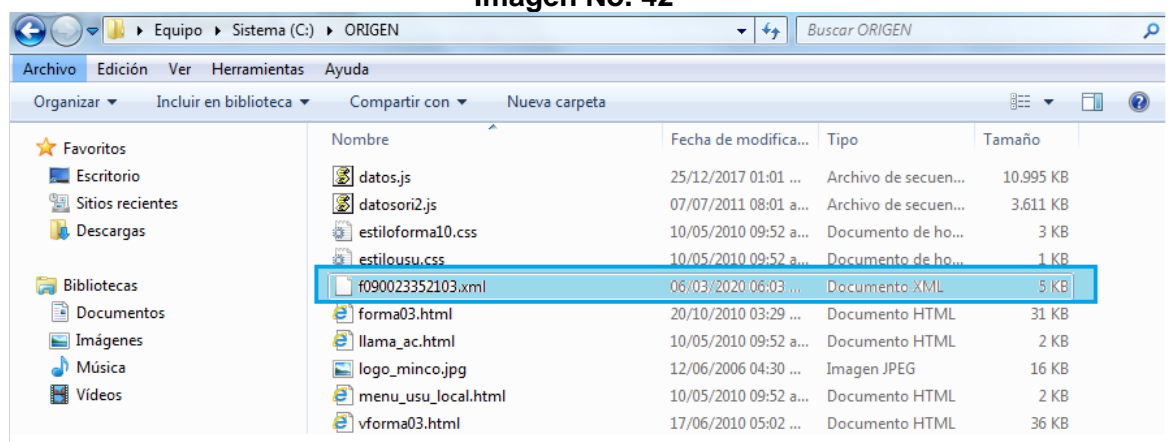 Imagen No. 42
Equipo Sistema (C:) ORIGEN Buscar ORIGEN
Archivo Edición Ver Herramientas Ayuda
Organizar Incluir en biblioteca Compartir con Nueva carpeta
Nombre Fecha de modifica... Tipo Tamaño
Favoritos
Escritorio datos.js 25/12/2017 01:01 ... Archivo de secuen... 10.995 KB
Sitios recientes datosori2.js 07/07/2011 08:01 a... Archivo de secuen... 3.611 KB
Descargas estiloforma10.css 10/05/2010 09:52 a... Documento de ho... 3 KB
estilousu.css 10/05/2010 09:52 a... Documento de ho... 1 KB
Bibliotecas f090023352103.xml 06/03/2020 06:03 ... Documento XML 5 KB
Documentos forma03.html 20/10/2010 03:29 ... Documento HTML 31 KB
Imágenes llama_ac.html 10/05/2010 09:52 a... Documento HTML 2 KB
Música logo_minco.jpg 12/06/2006 04:30 ... Imagen JPEG 16 KB
Vídeos menu_usu_local.html 10/05/2010 09:52 a... Documento HTML 2 KB
vforma03.html 17/06/2010 05:02 ... Documento HTML 36 KB